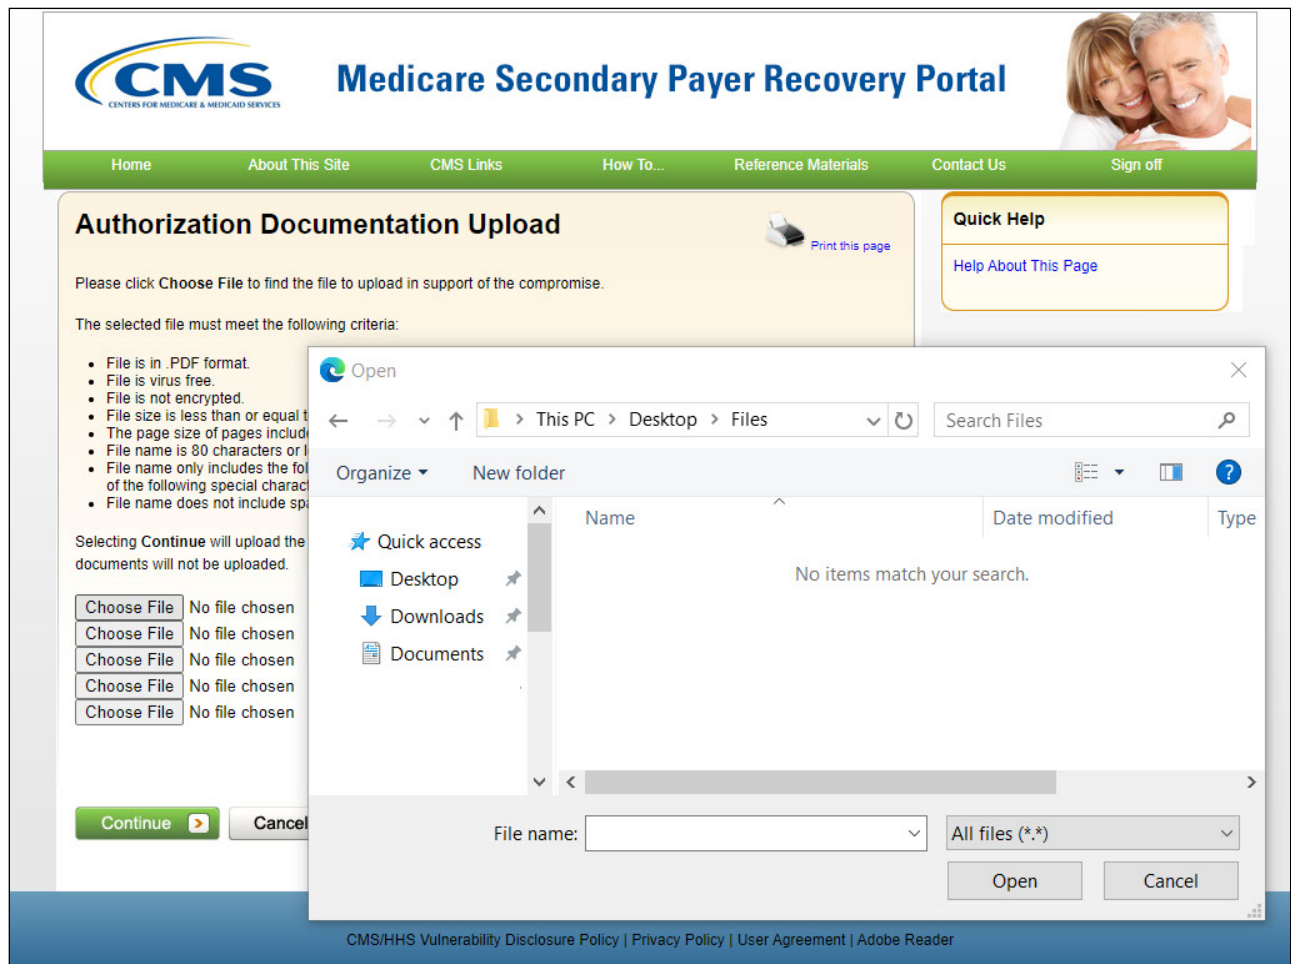 CMS
CENTERS FOR MEDICARE & MEDICAID SERVICES
Medicare Secondary Payer Recovery Portal
Home About This Site CMS Links How To... Reference Materials Contact Us Sign off
Authorization Documentation Upload
Print this page
Quick Help
Help About This Page
Please click Choose File to find the file to upload in support of the compromise.
The selected file must meet the following criteria:
• File is in .PDF format.
• File is virus free.
• File is not encrypted.
• File size is less than or equal
• The page size of pages
• File name is 80 characters or
• File name only includes the
of the following special
• File name does not include
Selecting Continue will upload the
documents will not be uploaded.
Choose File No file chosen
Choose File No file chosen
Choose File No file chosen
Choose File No file chosen
Choose File No file chosen
Continue Cancel
Open
This PC > Desktop > Files
Search Files
Organize New folder
?
Name Date modified Type
Quick access
Desktop
Downloads
Documents
No items match your search.
File name: All files (*.*)
Open Cancel
CMS/HHS Vulnerability Disclosure Policy | Privacy Policy | User Agreement | Adobe Reader